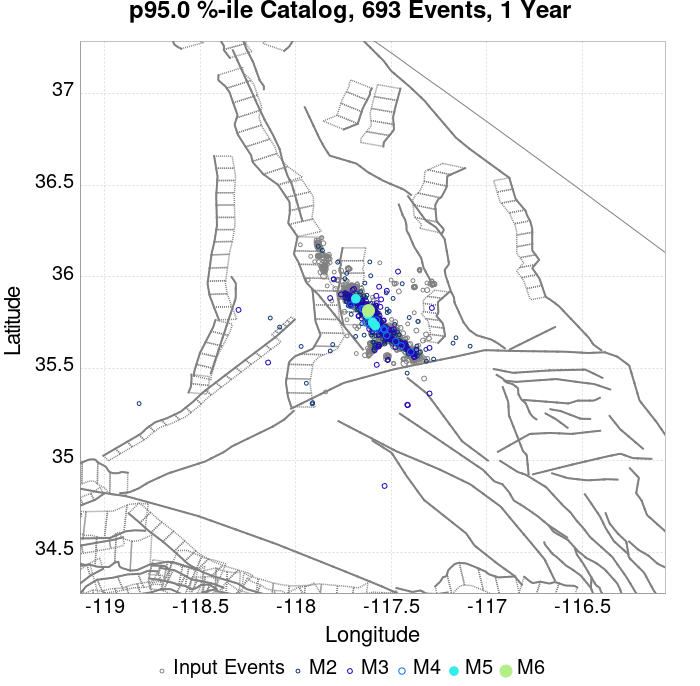 p95.0 %-ile Catalog, 693 Events, 1 Year
37
36.5
36
35.5
35
34.5
Latitude
-119
-118.5
-118
-117.5
-117
-116.5
Longitude
Input Events
M2
M3
M4
M5
M6